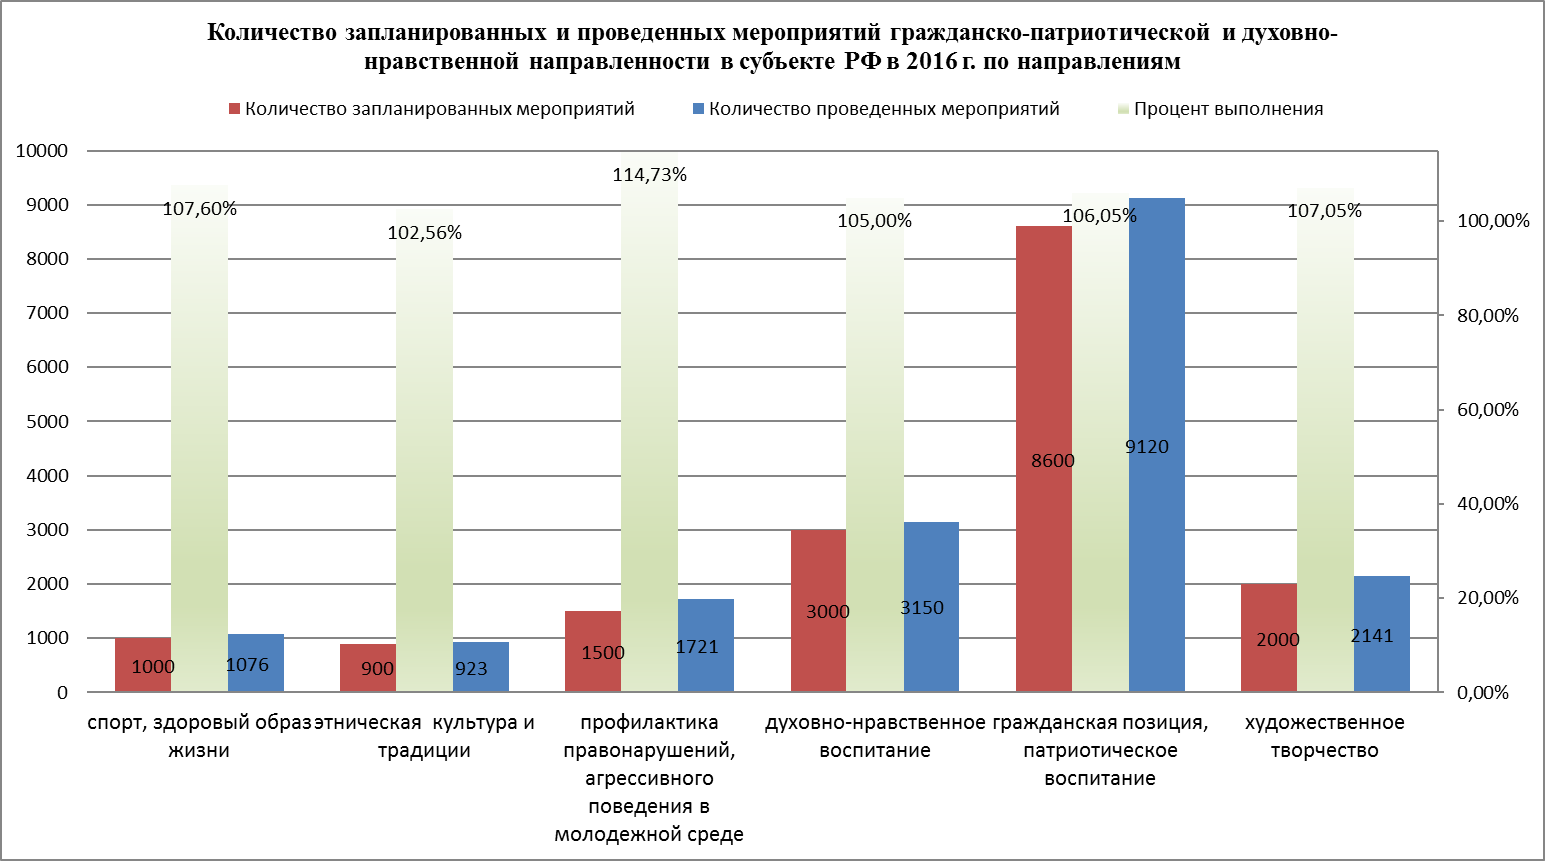 Количество запланированных и проведенных мероприятий гражданско-патриотической и духовно-
нравственной направленности в субъекте РФ в 2016 г. по направлениям
Количество запланированных мероприятий
Количество проведенных мероприятий
Процент выполнения
10000
9000
8000
7000
6000
5000
4000
3000
2000
1000
0
100,00%
80,00%
60,00%
40,00%
20,00%
0,00%
107,60%
102,56%
114,73%
105,00%
106,05%
107,05%
1000
1076
900
923
1500
1721
3000
3150
8600
9120
2000
2141
спорт, здоровый образ
жизни
этническая культура и
традиции
профилактика
правонарушений,
агрессивного
поведения в
молодежной среде
духовно-нравственное
воспитание
гражданская позиция,
патриотическое
воспитание
художественное
творчество